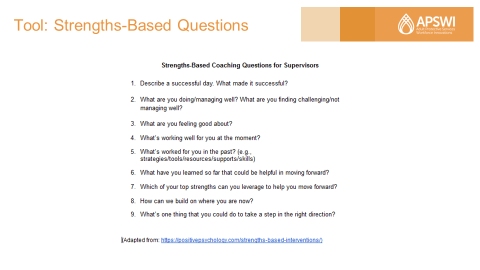 Tool: Strengths-Based Questions
APSWI
Strengths-Based Coaching Questions for Supervisors
1. Describe a successful day. What made it successful?
2. What are you doing/managing well? What are you finding challenging/not
managing well?
3. What are you feeling good about?
4. What's working well for you at the moment?
5. What's worked for you in the past? (e.g.,
strategies/tools/resources/supports/skills)
6. What have you learned so far that could be helpful in moving forward?
7. Which of your top strengths can you leverage to help you move forward?
8. How can we build on where you are now?
9. What's one thing that you could do to take a step in the right direction?
(Adapted from: https://positivepsychology.com/strengths-based-interventions/)